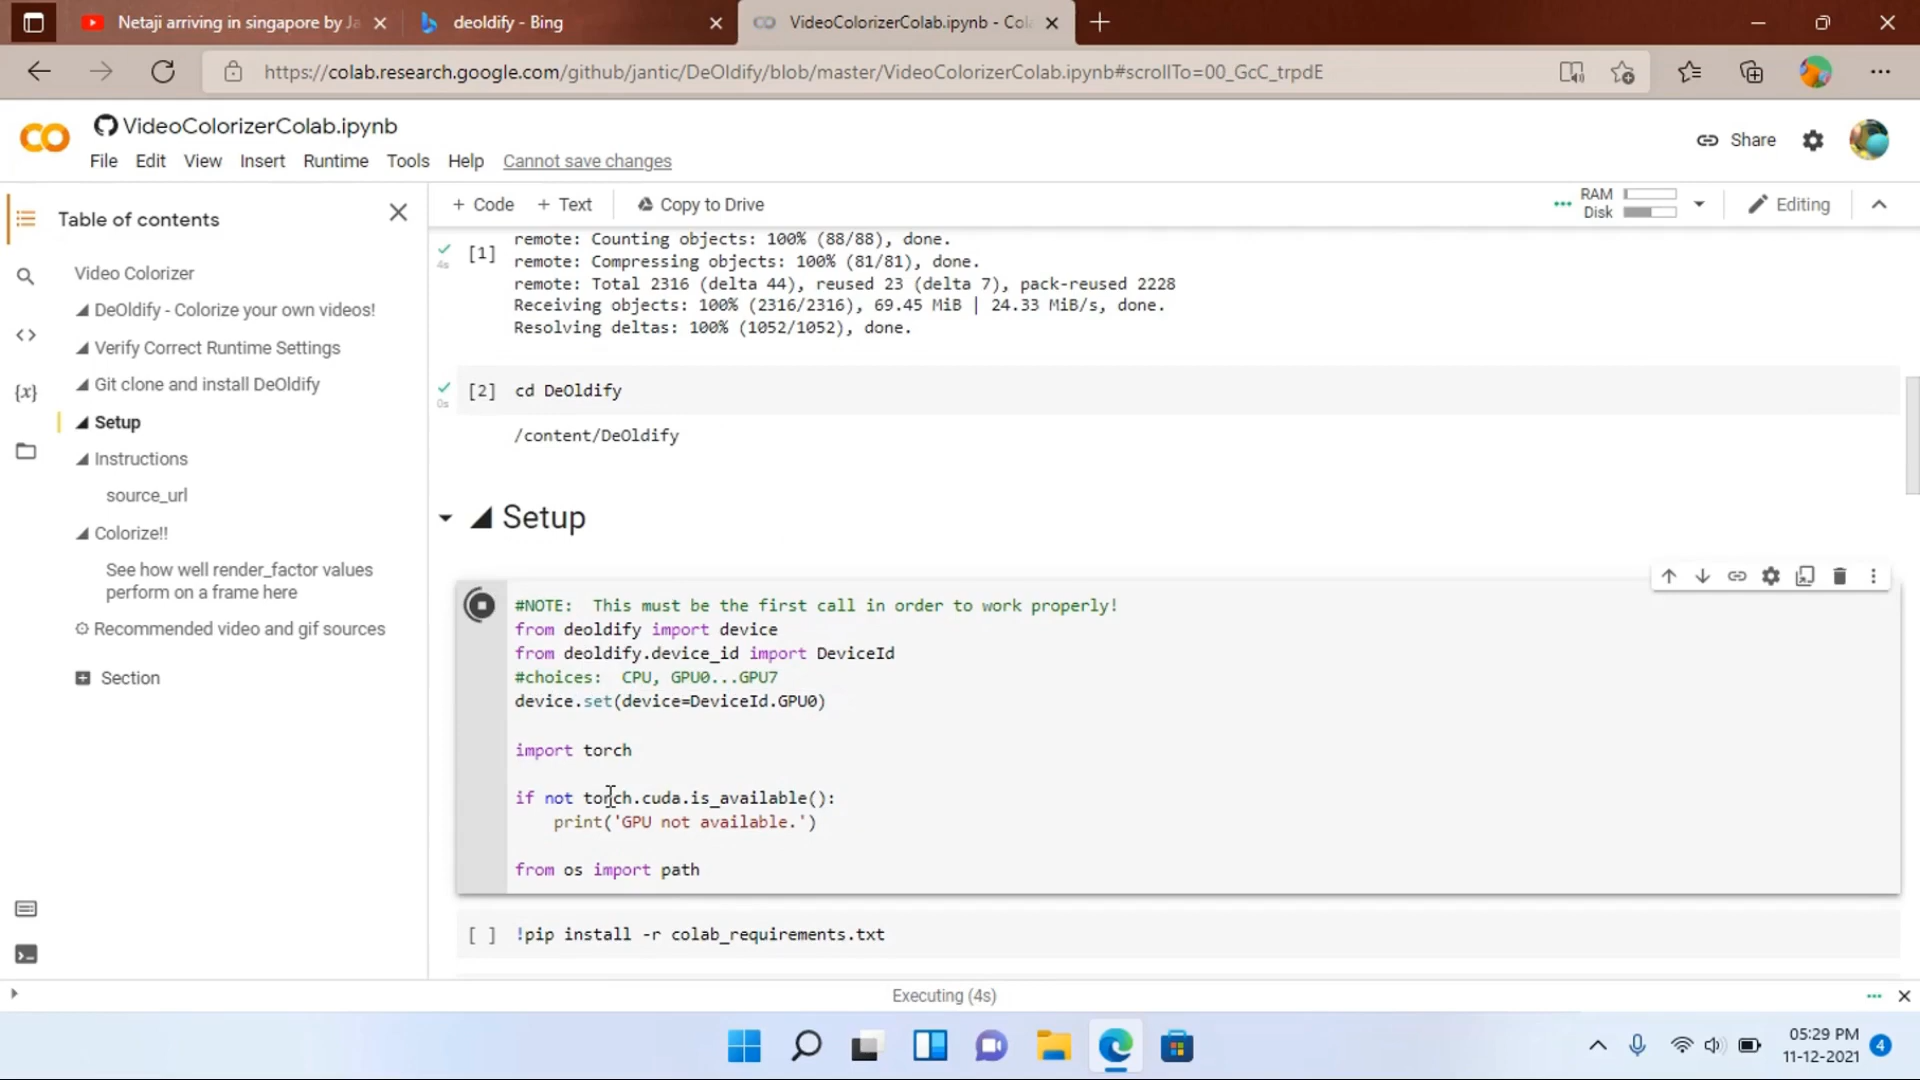 Netaji arriving in singapore by Ja
deoldify - Bing
VideoColorizerColab.ipynb - Col
https://colab.research.google.com/github/jantic/DeOldify/blob/master/VideoColorizerColab.ipynb#scrollTo=00_GcC_trpdE
VideoColorizerColab.ipynb
Share
File Edit View Insert Runtime Tools Help Cannot save changes
Table of contents
+ Code + Text Copy to Drive
RAM
Disk
Editing
Video Colorizer
DeOldify - Colorize your own videos!
Verify Correct Runtime Settings
Git clone and install DeOldify
Setup
Instructions
source_url
Colorize!!
See how well render_factor values
perform on a frame here
Recommended video and gif sources
Section
{x}
4s
[1]
remote: Counting objects: 100% (88/88), done.
remote: Compressing objects: 100% (81/81), done.
remote: Total 2316 (delta 44), reused 23 (delta 7), pack-reused 2228
Receiving objects: 100% (2316/2316), 69.45 MiB | 24.33 MiB/s, done.
Resolving deltas: 100% (1052/1052), done.
0s
[2] cd DeOldify
/content/DeOldify
Setup
#NOTE: This must be the first call in order to work properly!
from deoldify import device
from deoldify.device_id import DeviceId
#choices: CPU, GPU0...GPU7
device.set(device=DeviceId.GPU0)
import torch
if not torch.cuda.is_available():
print('GPU not available.')
from os import path
[ ] !pip install -r colab_requirements.txt
Executing (4s)
05:29 PM
11-12-2021
4